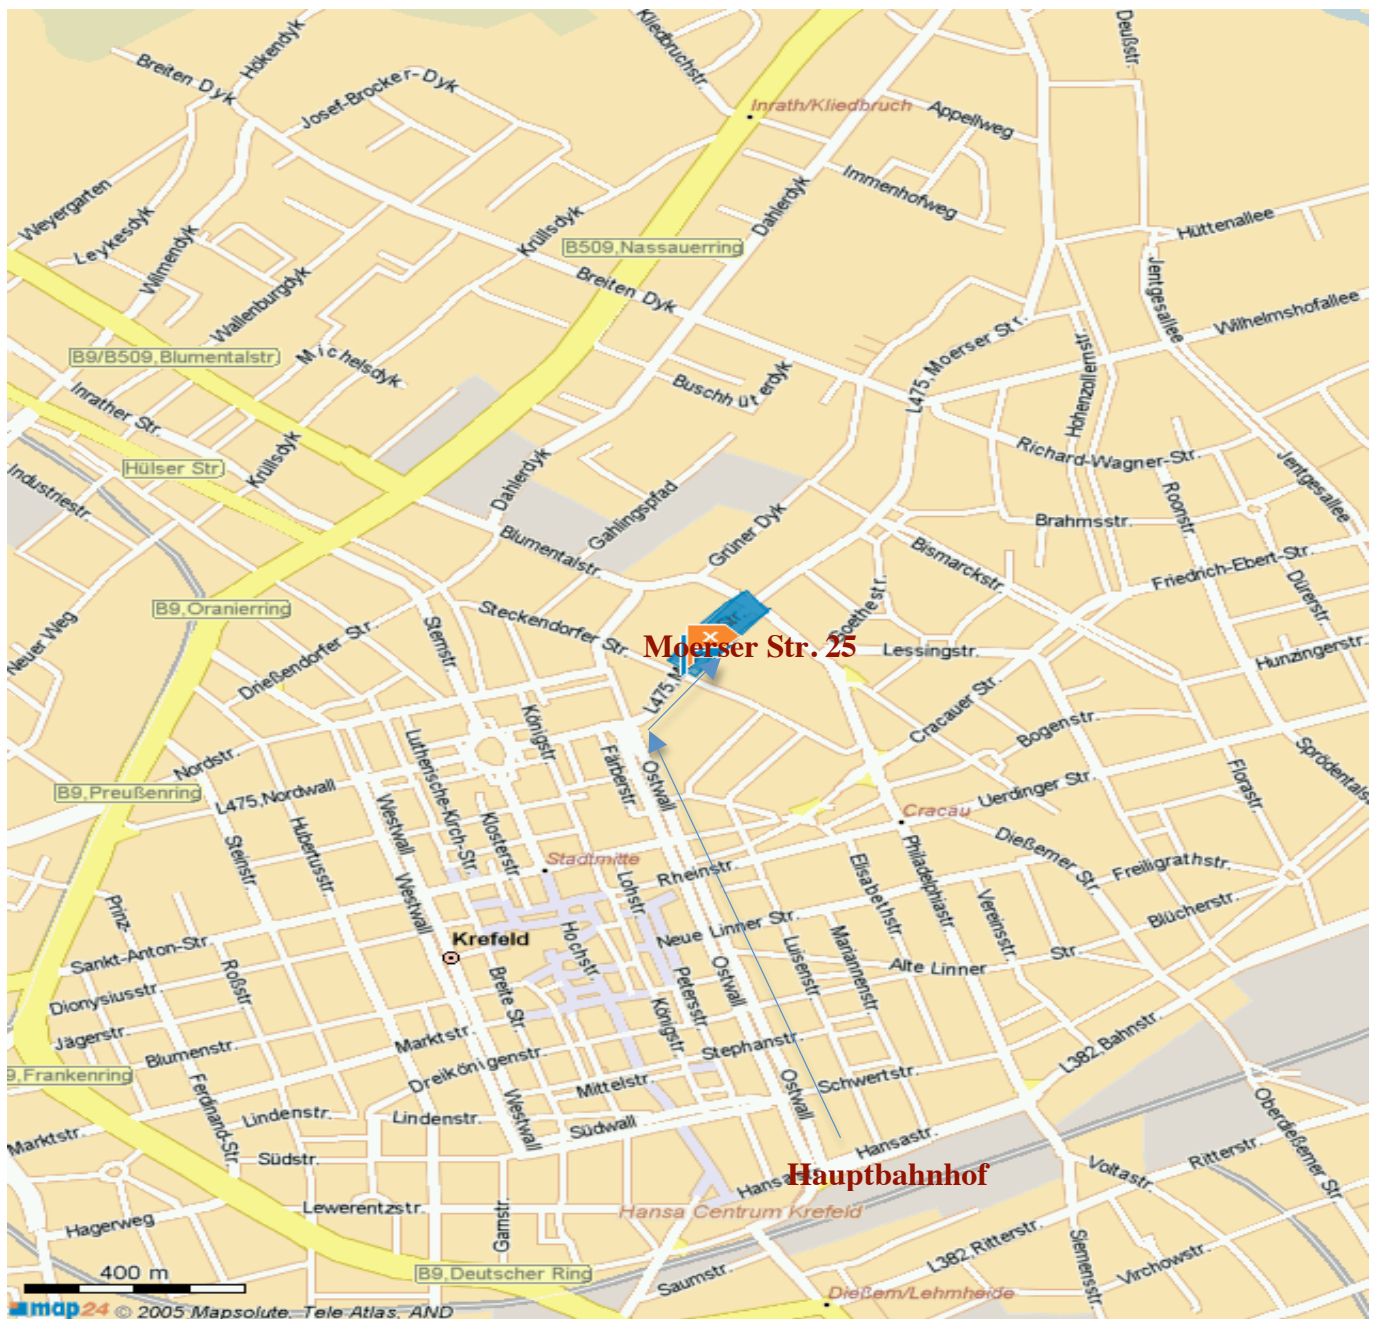 Deußstr.
Kliedbruchstr.
Hökendyk
Breiten Dyk
Josef-Brocker-Dyk
Inrath/Kliedbruch
Appellweg
Immenhofweg
Weyergarten
Leykesdyk
Wilmendyk
Krüllsdyk
Dahlerdyk
Hüttenallee
B509,Nassauerring
Jentgesallee
Breiten Dyk
Wallenburgdyk
Wilhelmshofallee
B9/B509,Blumentalstr.
Michelsdyk
L475,Moerser Str.
Buschhüterdyk
Hohenzollernstr.
Inrather Str.
Krüllsdyk
Hülser Str.
Richard-Wagner-Str.
Jentgesallee
Industriestr.
Dahlerdyk
Gahlingspfad
Grüner Dyk
Roonstr.
Brahmsstr.
Blumentalstr.
Bismarckstr.
Friedrich-Ebert-Str.
Dürerstr.
B9,Oranierring
Neuer Weg
Steckendorfer Str.
Sternstr.
Drießendorfer Str.
Str.
Goethestr.
Moerser Str. 25
Lessingstr.
Hunzingerstr.
L475,M
Cracauer Str.
Bogenstr.
Königstr.
Luthersche-Kirch-Str.
Färberstr.
Ostwall
Nordstr.
Florastr.
B9,Preußenring
L475,Nordwall
Uerdinger Str.
Cracau
Westwall
Klosterstr.
Hubertusstr.
Steinstr.
Stadtmitte
Rheinstr.
Dießemer Str.
Philadelphiastr.
Elisabethstr.
Freiligrathstr.
Lohstr.
Westwall
Prinz-
Vereinsstr.
Blücherstr.
Neue Linner Str.
Krefeld
Hochstr.
Sankt-Anton-Str.
Luisenstr.
Mariannenstr.
Alte Linner
Str.
Roßstr.
Breite Str.
Petersstr.
Ostwall
Dionysiusstr.
Königstr.
Jägerstr.
Marktstr.
Stephanstr.
L382,Bahnstr.
Blumenstr.
9,Frankenring
Dreikönigenstr.
Mittelstr.
Ostwall
Schwertstr.
Ferdinand-Str.
Lindenstr.
Lindenstr.
Westwall
Südwall
Oberdießemer Str
Marktstr.
Hansastr.
Ritterstr.
Südstr.
Voltastr.
Hauptbahnhof
Lewerentzstr.
Hansa Centrum Krefeld
Hagerweg
Garnstr.
L382,Ritterstr.
Siemensstr.
Virchowstr.
400 m
B9,Deutscher Ring
Saumstr.
Dießem/Lehmheide
map24 © 2005 Mapsolute, Tele Atlas, AND